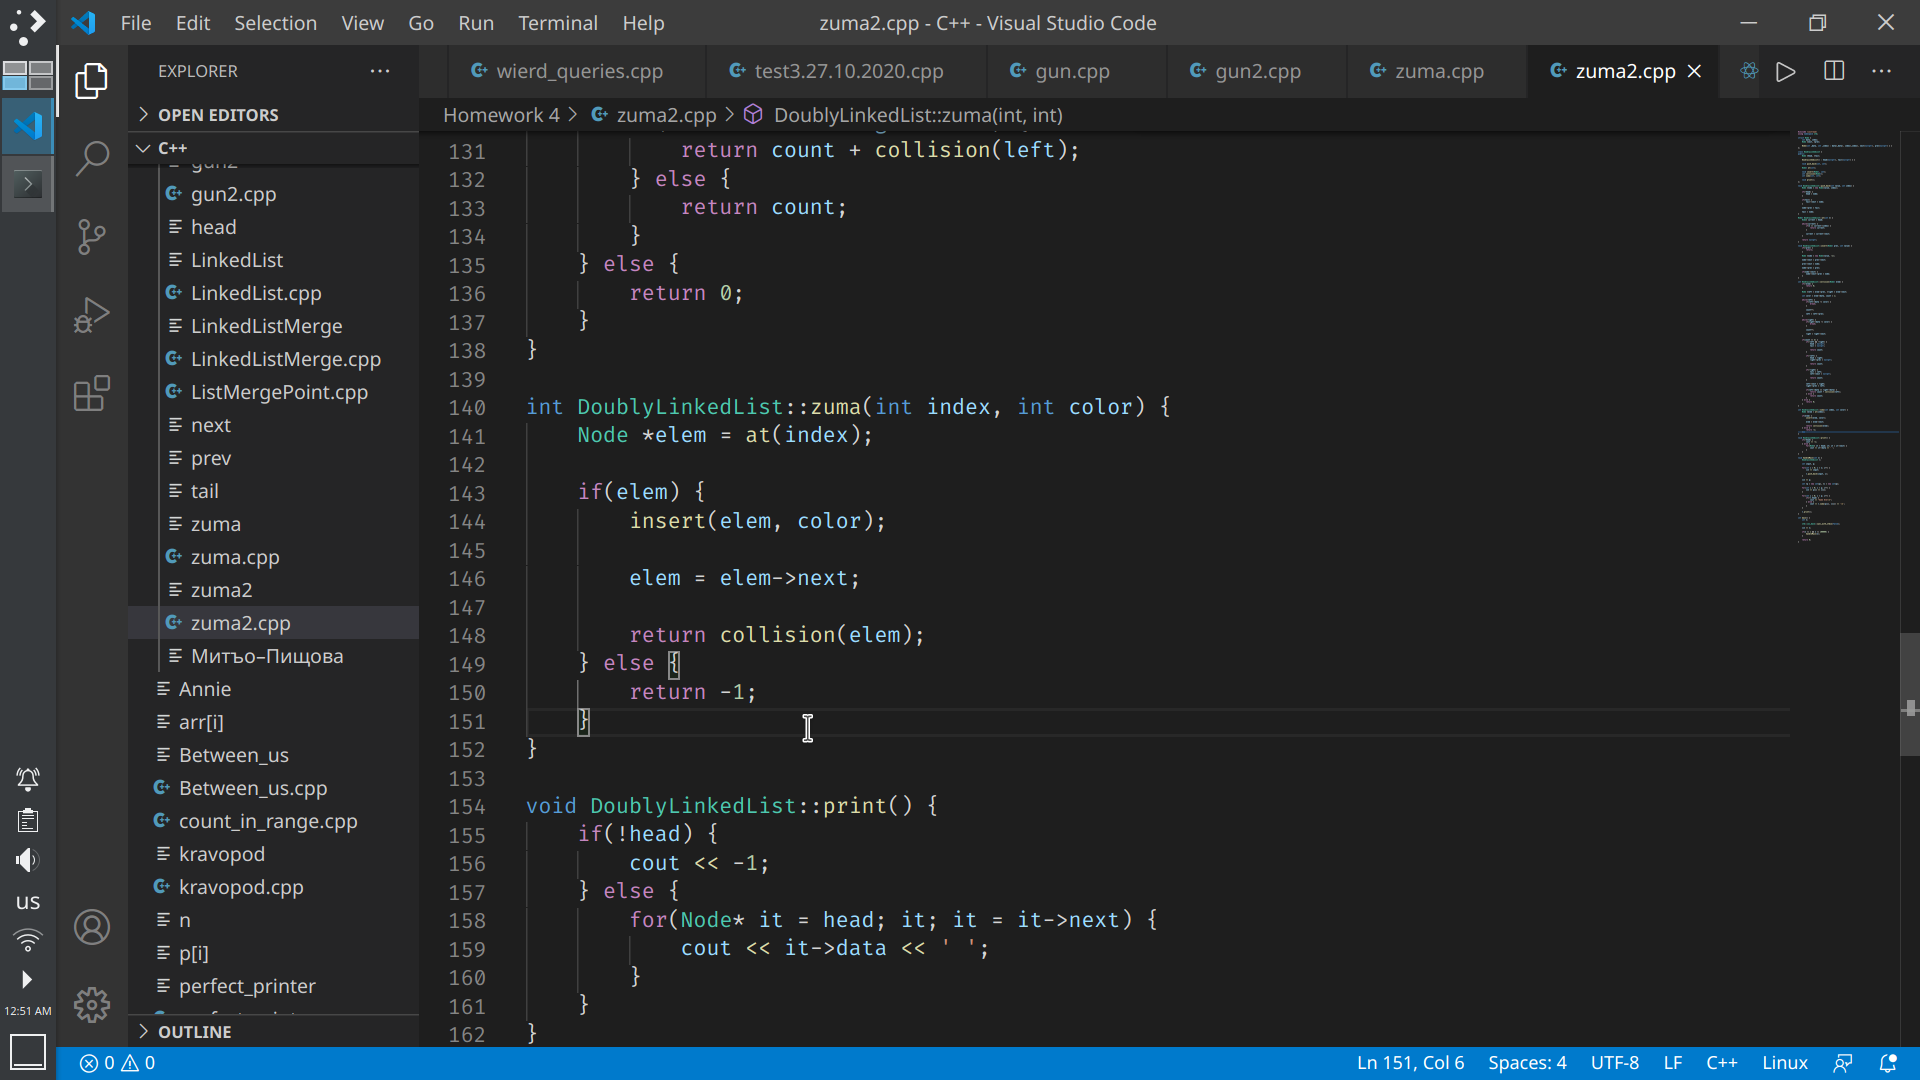 File Edit Selection View Go Run Terminal Help
zuma2.cpp - C++ - Visual Studio Code
EXPLORER
wierd_queries.cpp test3.27.10.2020.cpp gun.cpp gun2.cpp zuma.cpp zuma2.cpp
OPEN EDITORS
Homework 4 > zuma2.cpp > DoublyLinkedList::zuma(int, int)
C++
gun2
gun2.cpp
head
LinkedList
LinkedList.cpp
LinkedListMerge
LinkedListMerge.cpp
ListMergePoint.cpp
next
prev
tail
zuma
zuma.cpp
zuma2
zuma2.cpp
Митъо–Пищова
Annie
arr[i]
Between_us
Between_us.cpp
count_in_range.cpp
kravopod
kravopod.cpp
n
p[i]
perfect_printer
OUTLINE
131 return count + collision(left);
132 } else {
133 return count;
134 }
135 } else {
136 return 0;
137 }
138 }
139
140 int DoublyLinkedList::zuma(int index, int color) {
141 Node *elem = at(index);
142
143 if(elem) {
144 insert(elem, color);
145
146 elem = elem->next;
147
148 return collision(elem);
149 } else {
150 return -1;
151 }
152 }
153
154 void DoublyLinkedList::print() {
155 if(!head) {
156 cout << -1;
157 } else {
158 for(Node* it = head; it; it = it->next) {
159 cout << it->data << ' ';
160 }
161 }
162 }
us
12:51 AM
0 0
Ln 151, Col 6 Spaces: 4 UTF-8 LF C++ Linux